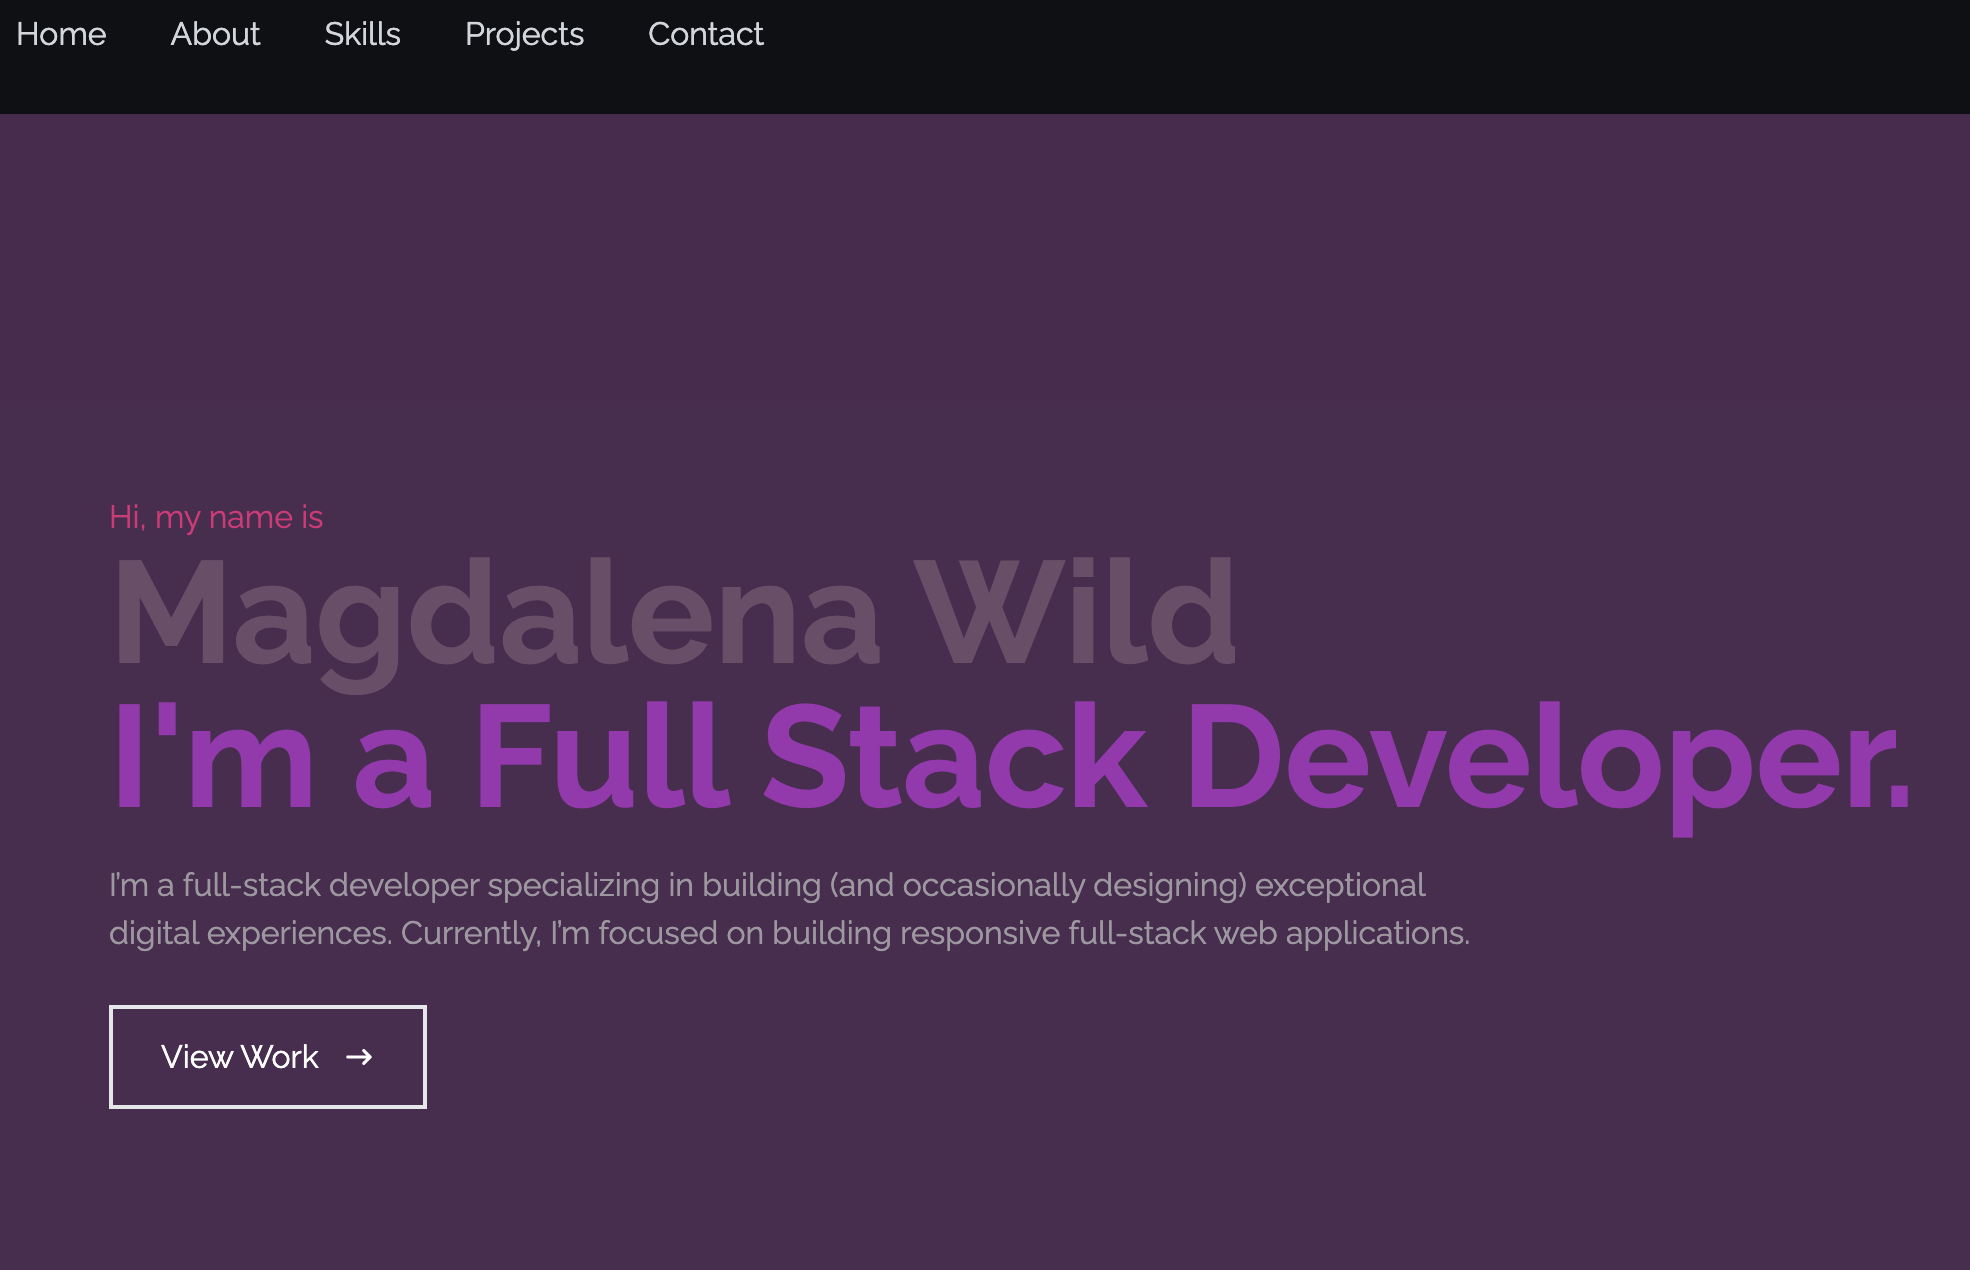 Home About Skills Projects Contact
Hi, my name is
Magdalena Wild
I'm a Full Stack Developer.
I’m a full-stack developer specializing in building (and occasionally designing) exceptional
digital experiences. Currently, I’m focused on building responsive full-stack web applications.
View Work →